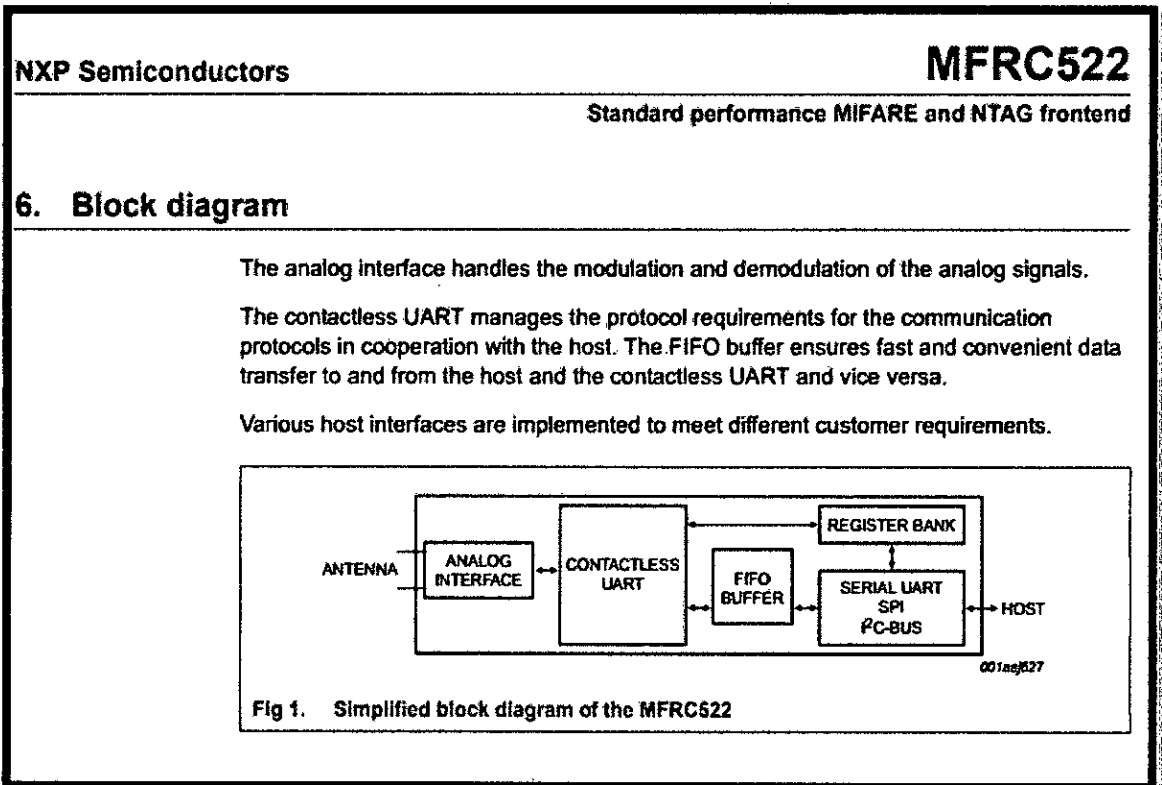 NXP Semiconductors
MFRC522
Standard performance MIFARE and NTAG frontend
6. Block diagram
The analog interface handles the modulation and demodulation of the analog signals.
The contactless UART manages the protocol requirements for the communication
protocols in cooperation with the host. The FIFO buffer ensures fast and convenient data
transfer to and from the host and the contactless UART and vice versa.
Various host interfaces are implemented to meet different customer requirements.
ANTENNA
ANALOG
INTERFACE
CONTACTLESS
UART
FIFO
BUFFER
REGISTER BANK
SERIAL UART
SPI
I²C-BUS
HOST
001aaj627
Fig 1. Simplified block diagram of the MFRC522